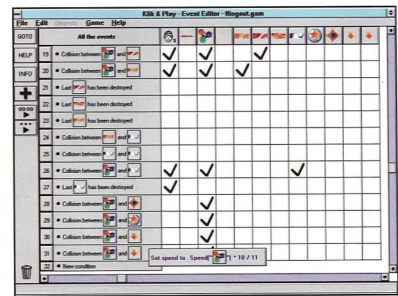 Klik & Play - Event Editor - flingout.gam
File Edit Objects Game Help
GOTO All the events
HELP 19 • Collision between and
INFO 20 • Collision between and
21 • Last has been destroyed
22 • Last has been destroyed
00:00 23 • Last has been destroyed
24 • Collision between and
25 • Collision between and
26 • Collision between and
27 • Last has been destroyed
28 • Collision between and
29 • Collision between and
30 • Collision between and
31 • Collision between and
Set speed to Speed(" ") * 10 / 11
32 • New condition